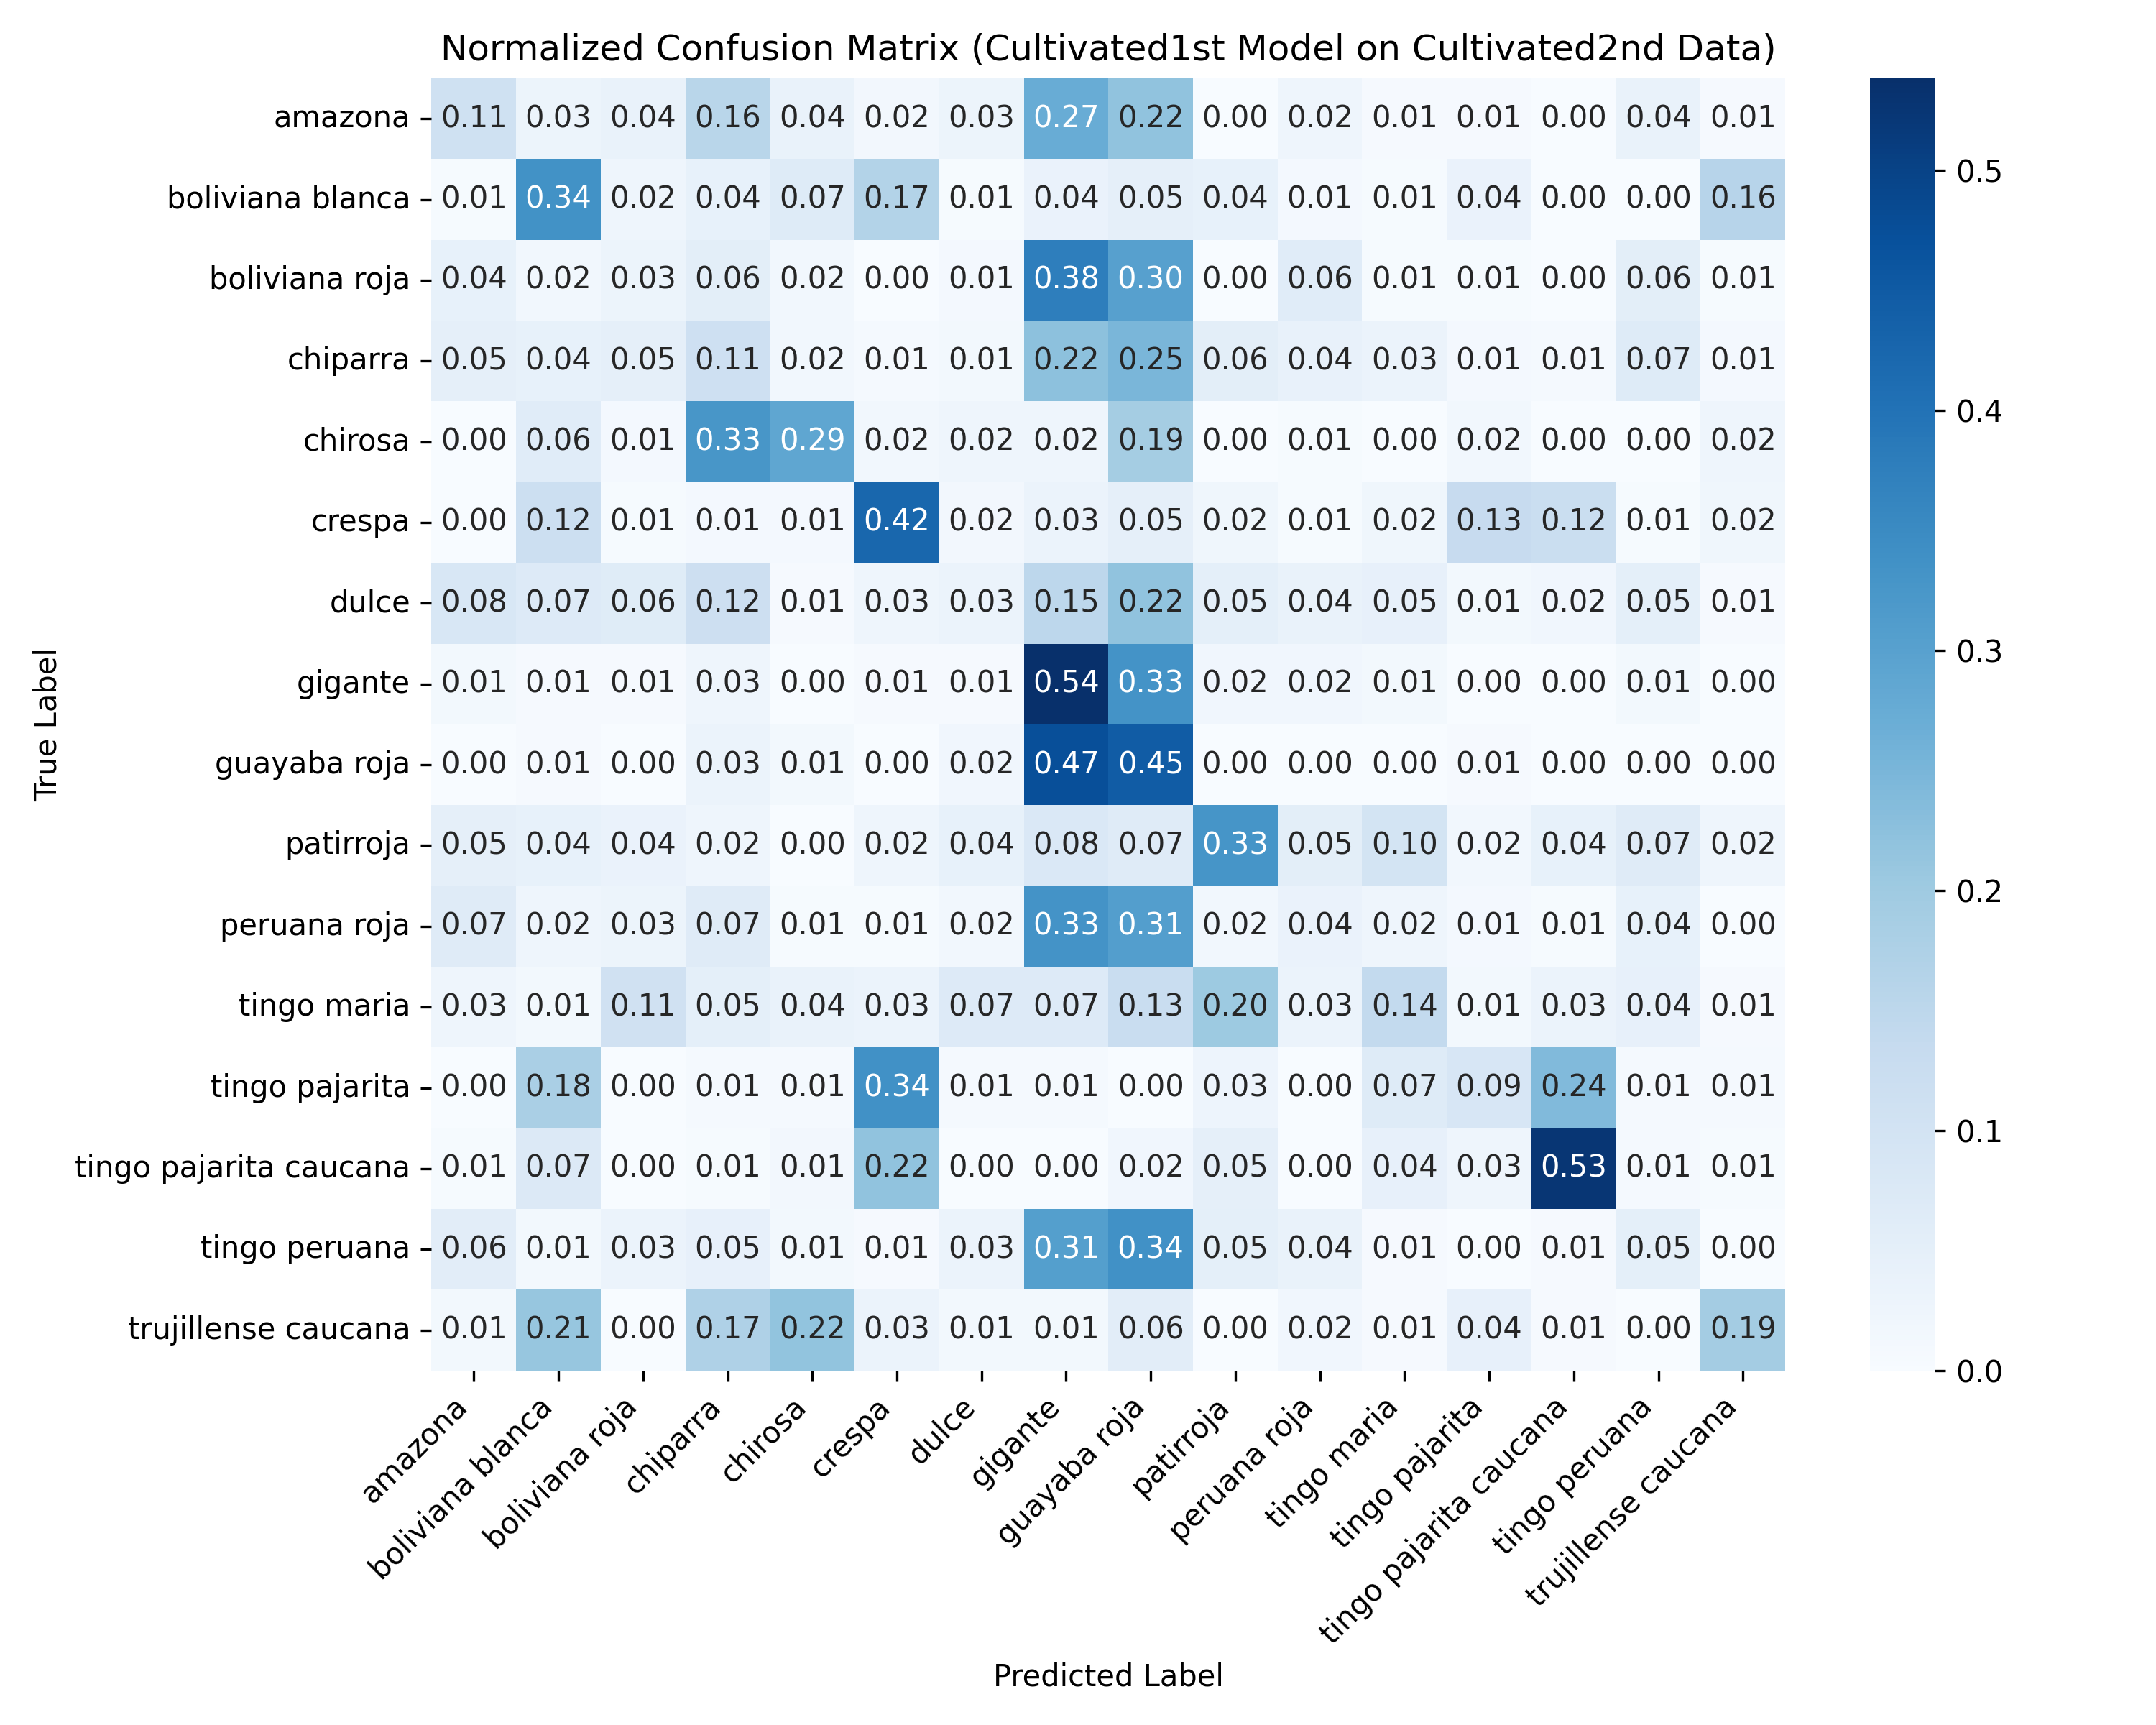 Normalized Confusion Matrix (Cultivated1st Model on Cultivated2nd Data)
True Label
amazona 0.11 0.03 0.04 0.16 0.04 0.02 0.03 0.27 0.22 0.00 0.02 0.01 0.01 0.00 0.04 0.01
boliviana blanca 0.01 0.34 0.02 0.04 0.07 0.17 0.01 0.04 0.05 0.04 0.01 0.01 0.04 0.00 0.00 0.16
boliviana roja 0.04 0.02 0.03 0.06 0.02 0.00 0.01 0.38 0.30 0.00 0.06 0.01 0.01 0.00 0.06 0.01
chiparra 0.05 0.04 0.05 0.11 0.02 0.01 0.01 0.22 0.25 0.06 0.04 0.03 0.01 0.01 0.07 0.01
chirosa 0.00 0.06 0.01 0.33 0.29 0.02 0.02 0.02 0.19 0.00 0.01 0.00 0.02 0.00 0.00 0.02
crespa 0.00 0.12 0.01 0.01 0.01 0.42 0.02 0.03 0.05 0.02 0.01 0.02 0.13 0.12 0.01 0.02
dulce 0.08 0.07 0.06 0.12 0.01 0.03 0.03 0.15 0.22 0.05 0.04 0.05 0.01 0.02 0.05 0.01
gigante 0.01 0.01 0.01 0.03 0.00 0.01 0.01 0.54 0.33 0.02 0.02 0.01 0.00 0.00 0.01 0.00
guayaba roja 0.00 0.01 0.00 0.03 0.01 0.00 0.02 0.47 0.45 0.00 0.00 0.00 0.01 0.00 0.00 0.00
patirroja 0.05 0.04 0.04 0.02 0.00 0.02 0.04 0.08 0.07 0.33 0.05 0.10 0.02 0.04 0.07 0.02
peruana roja 0.07 0.02 0.03 0.07 0.01 0.01 0.02 0.33 0.31 0.02 0.04 0.02 0.01 0.01 0.04 0.00
tingo maria 0.03 0.01 0.11 0.05 0.04 0.03 0.07 0.07 0.13 0.20 0.03 0.14 0.01 0.03 0.04 0.01
tingo pajarita 0.00 0.18 0.00 0.01 0.01 0.34 0.01 0.01 0.00 0.03 0.00 0.07 0.09 0.24 0.01 0.01
tingo pajarita caucana 0.01 0.07 0.00 0.01 0.01 0.22 0.00 0.00 0.02 0.05 0.00 0.04 0.03 0.53 0.01 0.01
tingo peruana 0.06 0.01 0.03 0.05 0.01 0.01 0.03 0.31 0.34 0.05 0.04 0.01 0.00 0.01 0.05 0.00
trujillense caucana 0.01 0.21 0.00 0.17 0.22 0.03 0.01 0.01 0.06 0.00 0.02 0.01 0.04 0.01 0.00 0.19
amazona
boliviana blanca
boliviana roja
chiparra
chirosa
crespa
dulce
gigante
guayaba roja
patirroja
peruana roja
tingo maria
tingo pajarita
tingo pajarita caucana
tingo peruana
trujillense caucana
Predicted Label
0.5
0.4
0.3
0.2
0.1
0.0